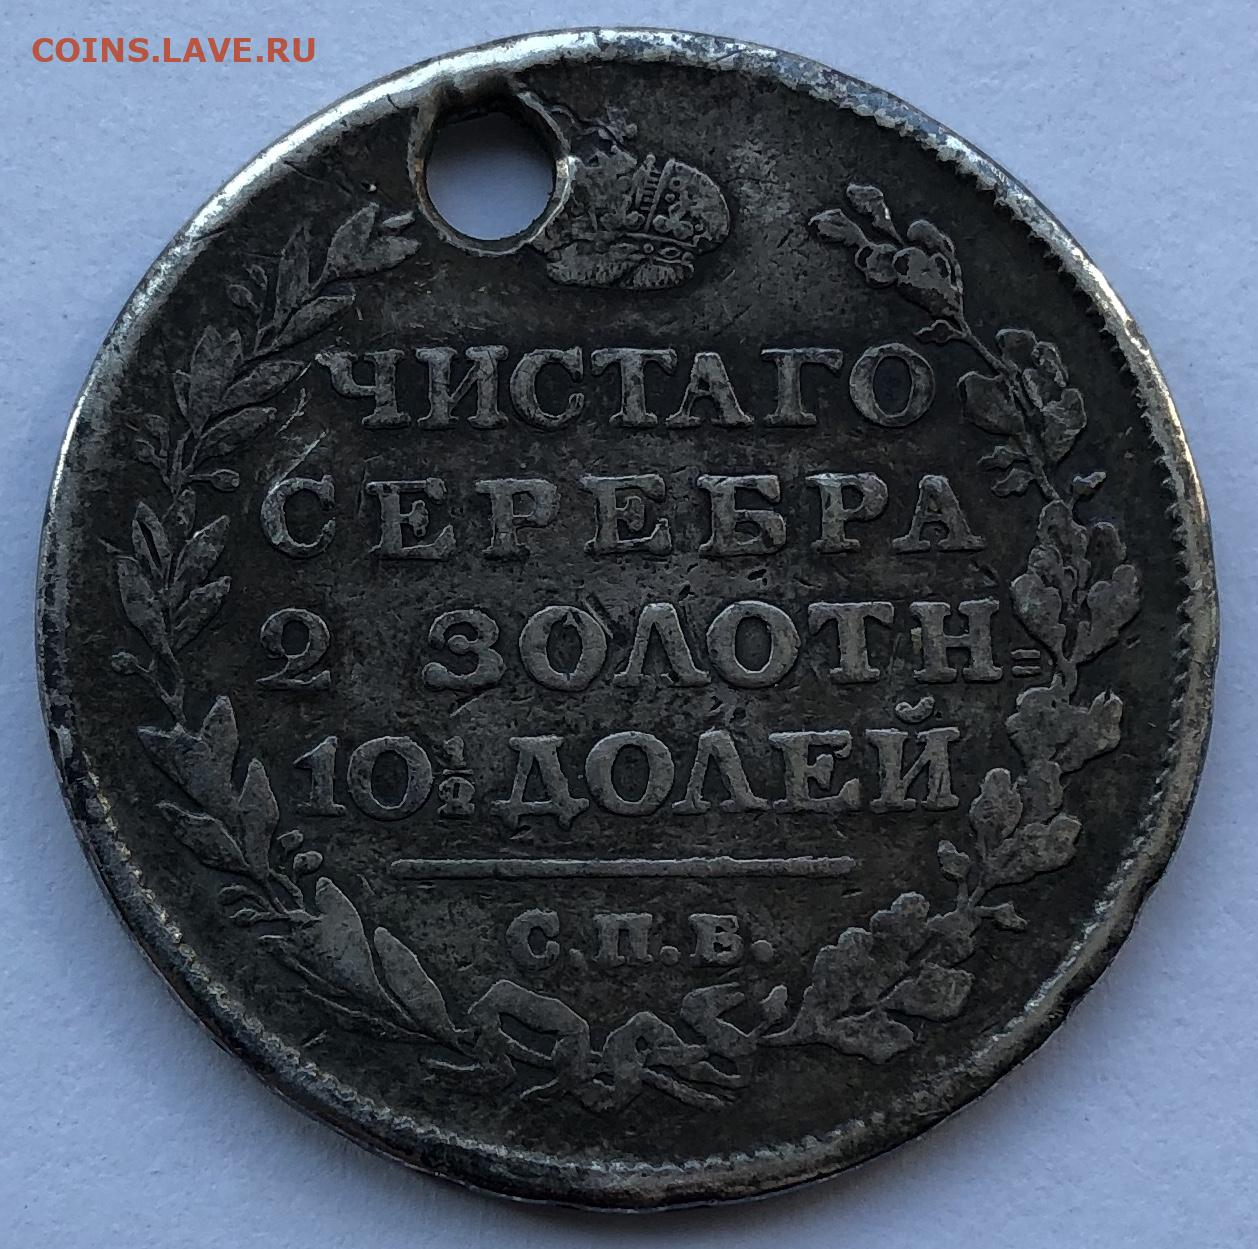 COINS.LAVE.RU
ЧИСТАГО
СЕРЕБРА
2 ЗОЛОТН=
10½ ДОЛЕЙ
С.П.Б.